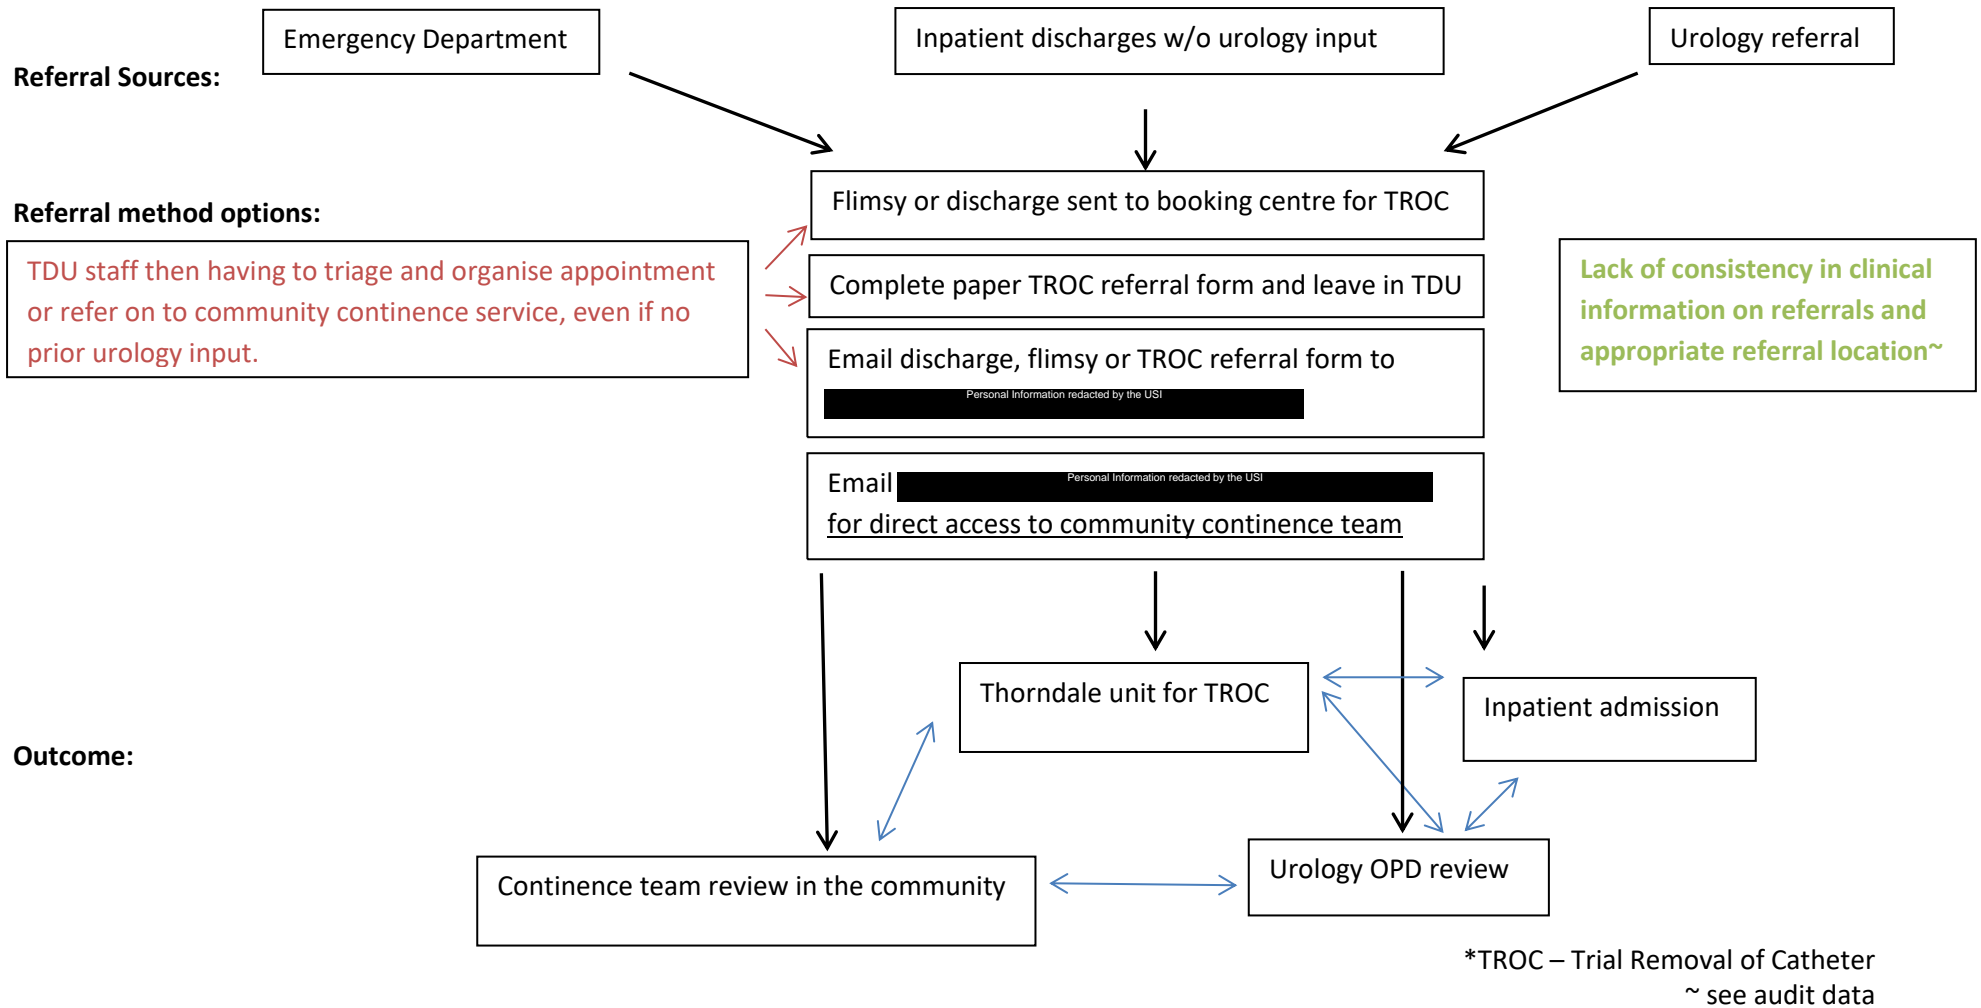 Emergency Department
Inpatient discharges w/o urology input
Urology referral
Referral Sources:
Flimsy or discharge sent to booking centre for TROC
Referral method options:
TDU staff then having to triage and organise appointment
or refer on to community continence service, even if no
prior urology input.
Complete paper TROC referral form and leave in TDU
Lack of consistency in clinical
information on referrals and
appropriate referral location~
Email discharge, flimsy or TROC referral form to
Personal Information redacted by the USI
Email
Personal Information redacted by the USI
for direct access to community continence team
Thorndale unit for TROC
Inpatient admission
Outcome:
Continence team review in the community
Urology OPD review
*TROC – Trial Removal of Catheter
~ see audit data